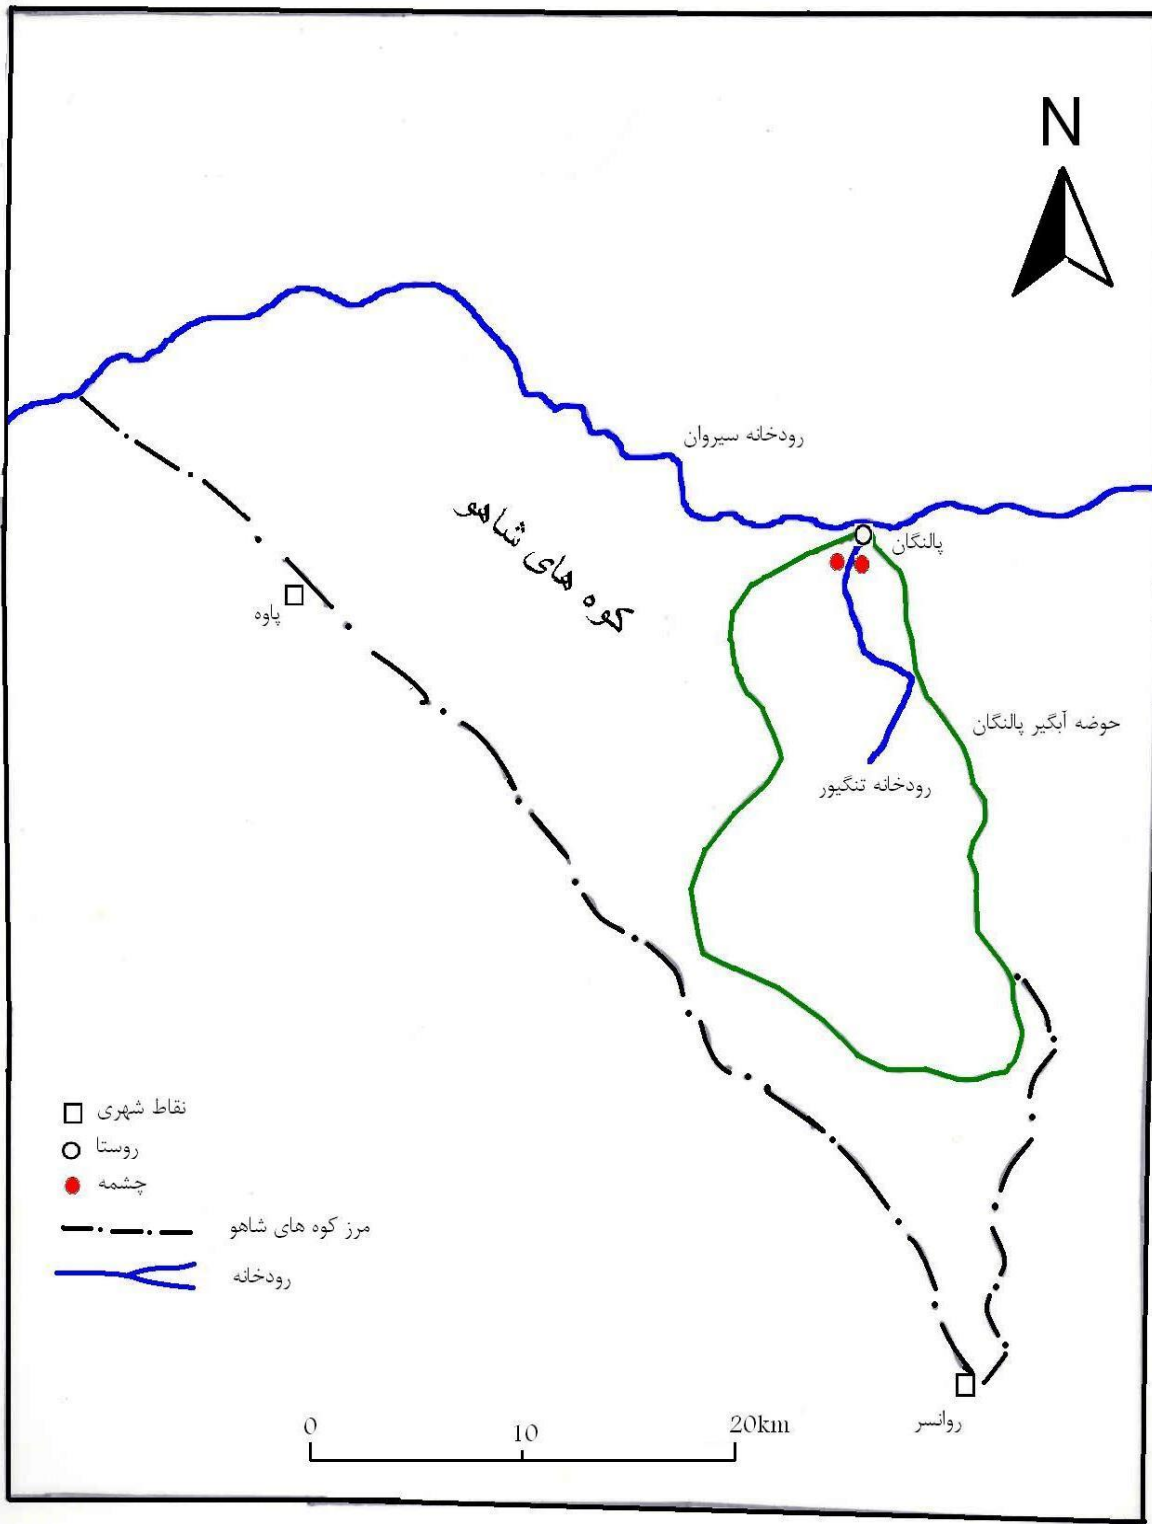 N
رودخانه سیروان
کوه های شاهو
پالنگان
پاوه
حوضه آبگیر پالنگان
رودخانه تنگیور
نقاط شهری
روستا
چشمه
مرز کوه های شاهو
رودخانه
روانسر
0
10
20km